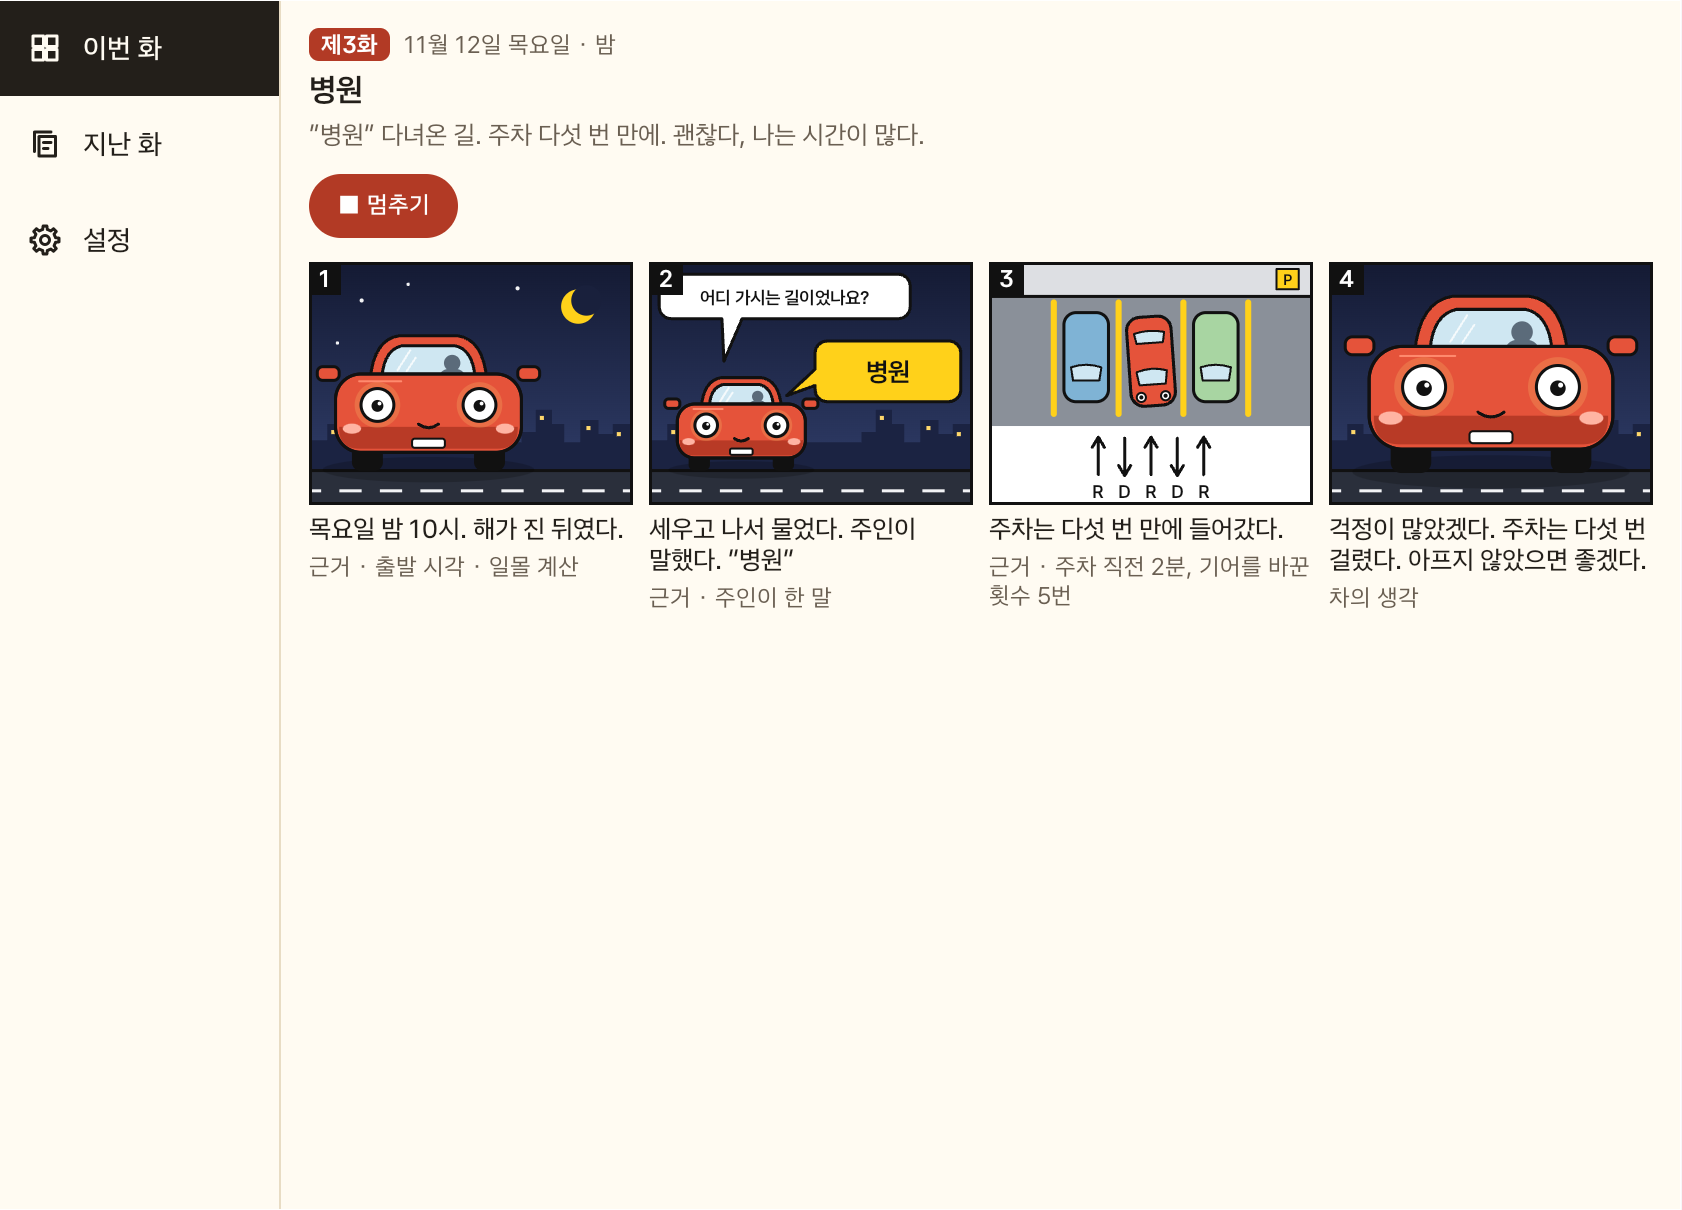 이번 화
지난 화
설정
제3화 11월 12일 목요일 · 밤
병원
"병원" 다녀온 길. 주차 다섯 번 만에. 괜찮다, 나는 시간이 많다.
멈추기
1
목요일 밤 10시. 해가 진 뒤였다.
근거 · 출발 시각 · 일몰 계산
2
어디 가시는 길이었나요?
병원
세우고 나서 물었다. 주인이
말했다. "병원"
근거 · 주인이 한 말
3
P
R D R D R
주차는 다섯 번 만에 들어갔다.
근거 · 주차 직전 2분, 기어를 바꾼
횟수 5번
4
걱정이 많았겠다. 주차는 다섯 번
걸렸다. 아프지 않았으면 좋겠다.
차의 생각